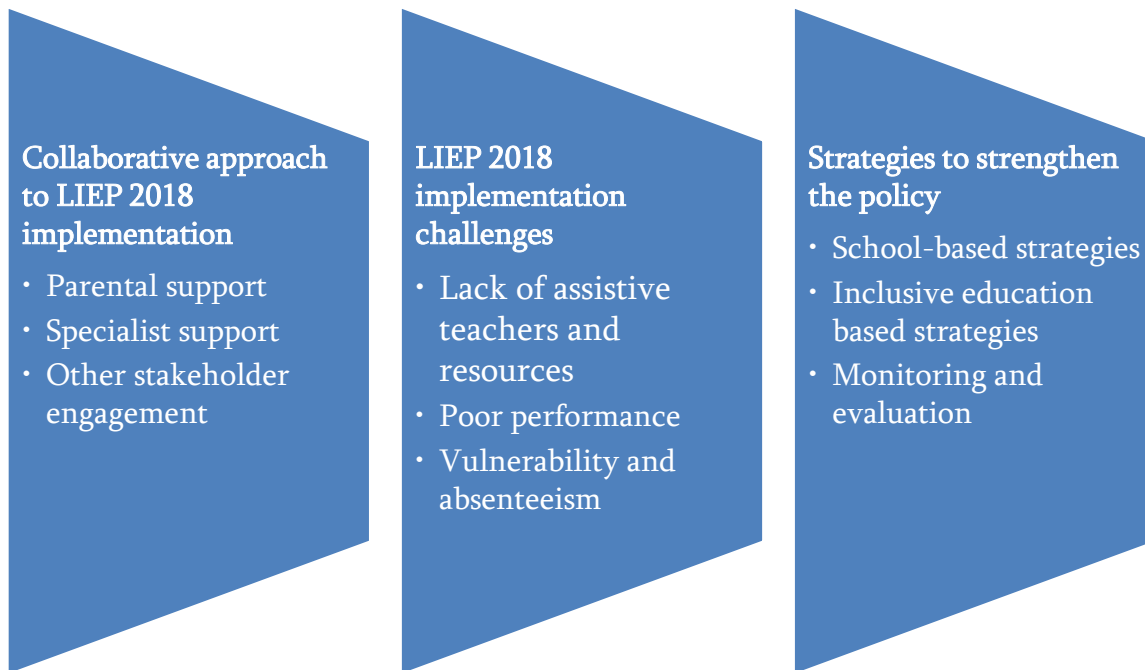 Collaborative approach
to LIEP 2018
implementation
• Parental support
• Specialist support
• Other stakeholder
engagement
LIEP 2018
implementation
challenges
• Lack of assistive
teachers and
resources
• Poor performance
• Vulnerability and
absenteeism
Strategies to strengthen
the policy
• School-based strategies
• Inclusive education
based strategies
• Monitoring and
evaluation